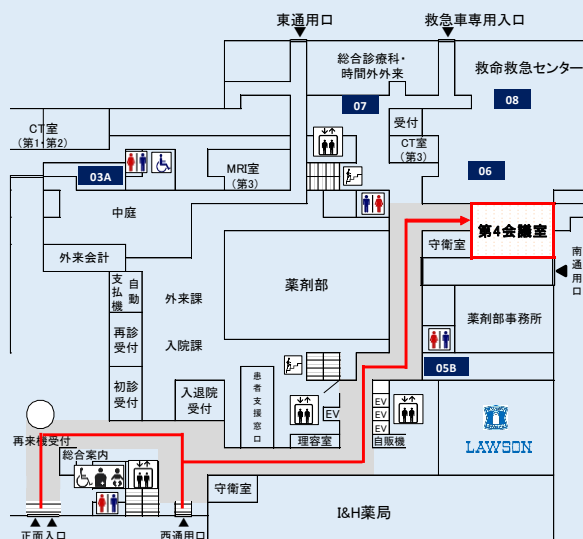 東通用口
救急車専用入口
総合診療科・
時間外外来
救命救急センター
07
08
受付
CT室
(第1・第2)
CT室
(第3)
MRI室
(第3)
03A
06
中庭
第4会議室
守衛室
南通用口
外来会計
自動支払機
外来課
薬剤部
薬剤部事務所
再診
受付
入院課
05B
初診
受付
入退院
受付
患者支援窓口
EV
EV
EV
EV
理容室
自販機
LAWSON
再来機受付
総合案内
守衛室
I&H薬局
正面入口
西通用口